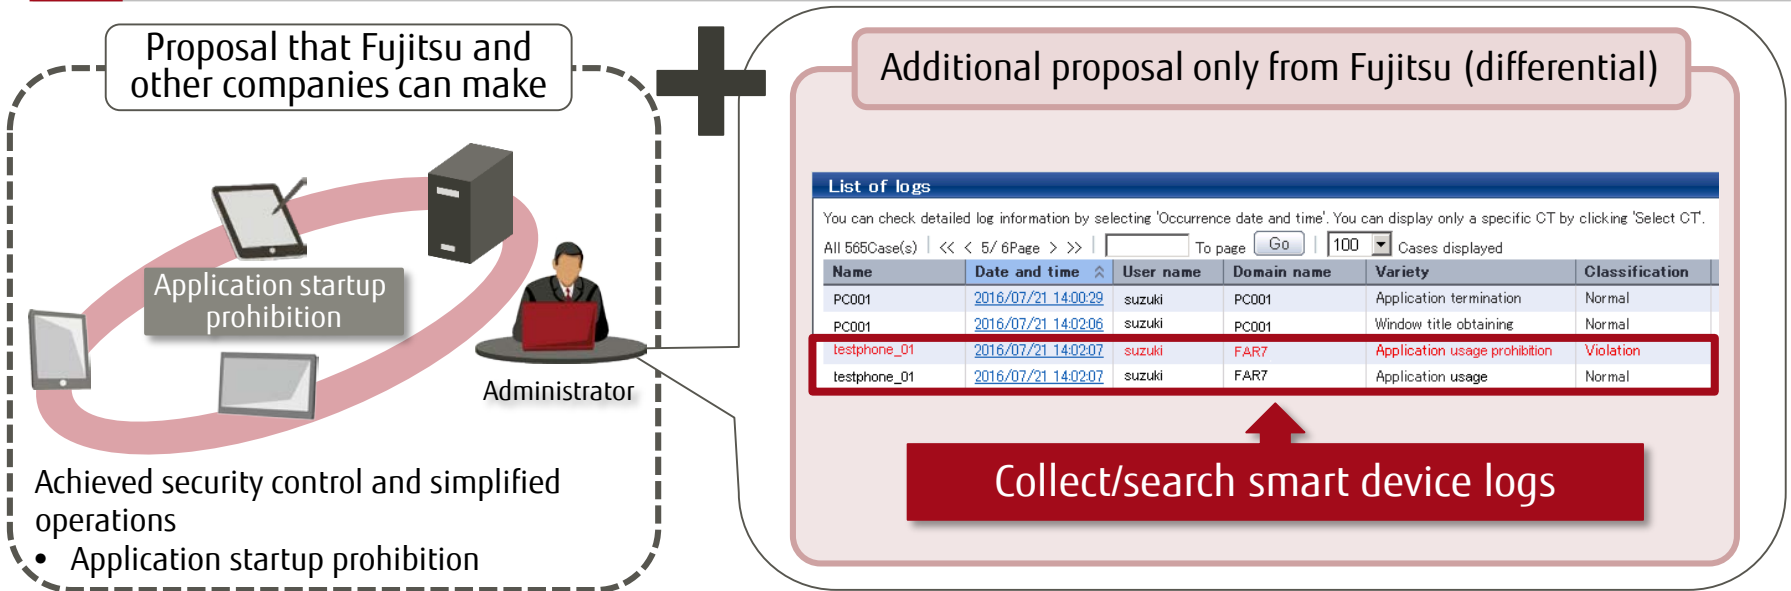 Proposal that Fujitsu and
other companies can make
Application startup
prohibition
Administrator
Achieved security control and simplified
operations
• Application startup prohibition
Additional proposal only from Fujitsu (differential)
List of logs
You can check detailed log information by selecting 'Occurrence date and time'. You can display only a specific CT by clicking 'Select CT'.
All 565Case(s) << < 5/ 6Page > >> To page Go 100 Cases displayed
Name Date and time User name Domain name Variety Classification
PC001 2016/07/21 14:00:29 suzuki PC001 Application termination Normal
PC001 2016/07/21 14:02:06 suzuki PC001 Window title obtaining Normal
testphone_01 2016/07/21 14:02:07 suzuki FAR7 Application usage prohibition Violation
testphone_01 2016/07/21 14:02:07 suzuki FAR7 Application usage Normal
Collect/search smart device logs